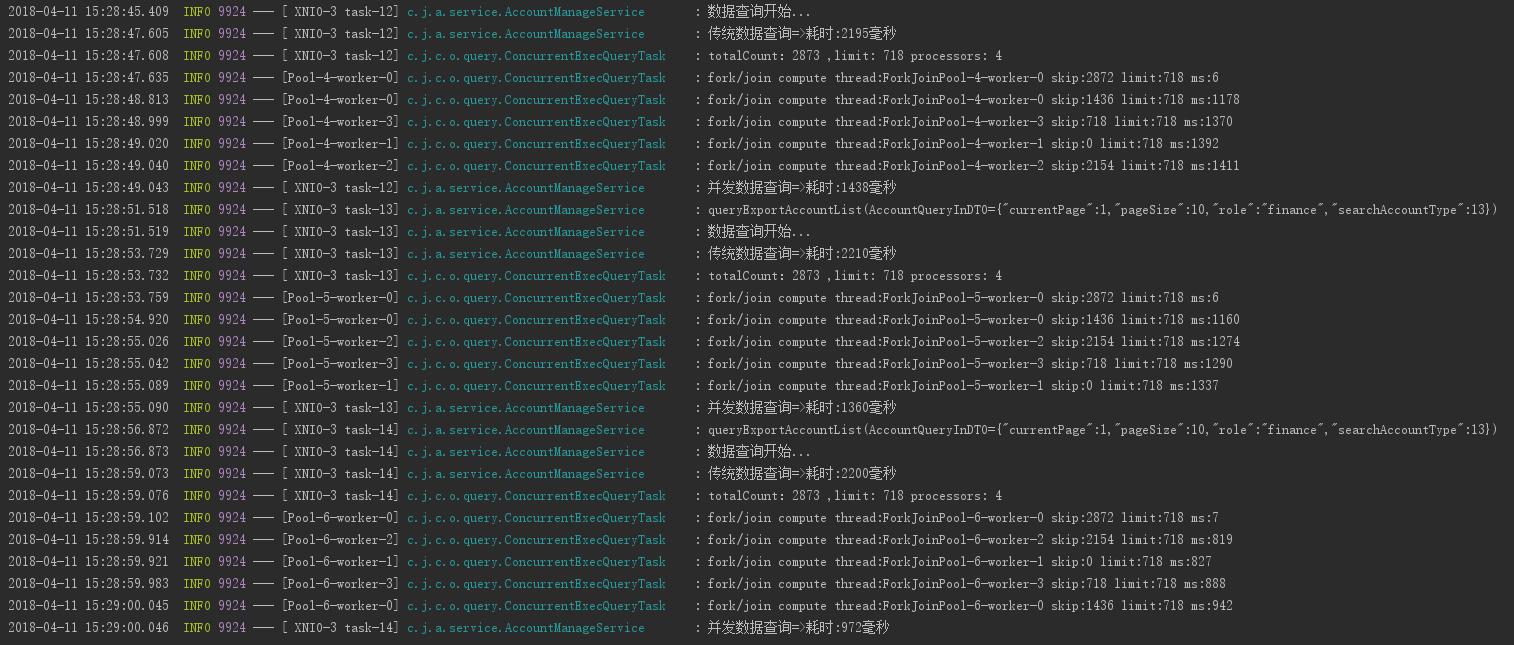 2018-04-11 15:28:45.409 INFO 9924 --- [ XNIO-3 task-12] c.j.a.service.AccountManageService : 数据查询开始...
2018-04-11 15:28:47.605 INFO 9924 --- [ XNIO-3 task-12] c.j.a.service.AccountManageService : 传统数据查询=>耗时:2195毫秒
2018-04-11 15:28:47.608 INFO 9924 --- [ XNIO-3 task-12] c.j.c.o.query.ConcurrentExecQueryTask : totalCount: 2873 ,limit: 718 processors: 4
2018-04-11 15:28:47.635 INFO 9924 --- [Pool-4-worker-0] c.j.c.o.query.ConcurrentExecQueryTask : fork/join compute thread:ForkJoinPool-4-worker-0 skip:2872 limit:718 ms:6
2018-04-11 15:28:48.813 INFO 9924 --- [Pool-4-worker-0] c.j.c.o.query.ConcurrentExecQueryTask : fork/join compute thread:ForkJoinPool-4-worker-0 skip:1436 limit:718 ms:1178
2018-04-11 15:28:48.999 INFO 9924 --- [Pool-4-worker-3] c.j.c.o.query.ConcurrentExecQueryTask : fork/join compute thread:ForkJoinPool-4-worker-3 skip:718 limit:718 ms:1370
2018-04-11 15:28:49.020 INFO 9924 --- [Pool-4-worker-1] c.j.c.o.query.ConcurrentExecQueryTask : fork/join compute thread:ForkJoinPool-4-worker-1 skip:0 limit:718 ms:1392
2018-04-11 15:28:49.040 INFO 9924 --- [Pool-4-worker-2] c.j.c.o.query.ConcurrentExecQueryTask : fork/join compute thread:ForkJoinPool-4-worker-2 skip:2154 limit:718 ms:1411
2018-04-11 15:28:49.043 INFO 9924 --- [ XNIO-3 task-12] c.j.a.service.AccountManageService : 并发数据查询=>耗时:1438毫秒
2018-04-11 15:28:51.518 INFO 9924 --- [ XNIO-3 task-13] c.j.a.service.AccountManageService : queryExportAccountList(AccountQueryInDTO={"currentPage":1,"pageSize":10,"role":"finance","searchAccountType":13})
2018-04-11 15:28:51.519 INFO 9924 --- [ XNIO-3 task-13] c.j.a.service.AccountManageService : 数据查询开始...
2018-04-11 15:28:53.729 INFO 9924 --- [ XNIO-3 task-13] c.j.a.service.AccountManageService : 传统数据查询=>耗时:2210毫秒
2018-04-11 15:28:53.732 INFO 9924 --- [ XNIO-3 task-13] c.j.c.o.query.ConcurrentExecQueryTask : totalCount: 2873 ,limit: 718 processors: 4
2018-04-11 15:28:53.759 INFO 9924 --- [Pool-5-worker-0] c.j.c.o.query.ConcurrentExecQueryTask : fork/join compute thread:ForkJoinPool-5-worker-0 skip:2872 limit:718 ms:6
2018-04-11 15:28:54.920 INFO 9924 --- [Pool-5-worker-0] c.j.c.o.query.ConcurrentExecQueryTask : fork/join compute thread:ForkJoinPool-5-worker-0 skip:1436 limit:718 ms:1160
2018-04-11 15:28:55.026 INFO 9924 --- [Pool-5-worker-2] c.j.c.o.query.ConcurrentExecQueryTask : fork/join compute thread:ForkJoinPool-5-worker-2 skip:2154 limit:718 ms:1274
2018-04-11 15:28:55.042 INFO 9924 --- [Pool-5-worker-3] c.j.c.o.query.ConcurrentExecQueryTask : fork/join compute thread:ForkJoinPool-5-worker-3 skip:718 limit:718 ms:1290
2018-04-11 15:28:55.089 INFO 9924 --- [Pool-5-worker-1] c.j.c.o.query.ConcurrentExecQueryTask : fork/join compute thread:ForkJoinPool-5-worker-1 skip:0 limit:718 ms:1337
2018-04-11 15:28:55.090 INFO 9924 --- [ XNIO-3 task-13] c.j.a.service.AccountManageService : 并发数据查询=>耗时:1360毫秒
2018-04-11 15:28:56.872 INFO 9924 --- [ XNIO-3 task-14] c.j.a.service.AccountManageService : queryExportAccountList(AccountQueryInDTO={"currentPage":1,"pageSize":10,"role":"finance","searchAccountType":13})
2018-04-11 15:28:56.873 INFO 9924 --- [ XNIO-3 task-14] c.j.a.service.AccountManageService : 数据查询开始...
2018-04-11 15:28:59.073 INFO 9924 --- [ XNIO-3 task-14] c.j.a.service.AccountManageService : 传统数据查询=>耗时:2200毫秒
2018-04-11 15:28:59.076 INFO 9924 --- [ XNIO-3 task-14] c.j.c.o.query.ConcurrentExecQueryTask : totalCount: 2873 ,limit: 718 processors: 4
2018-04-11 15:28:59.102 INFO 9924 --- [Pool-6-worker-0] c.j.c.o.query.ConcurrentExecQueryTask : fork/join compute thread:ForkJoinPool-6-worker-0 skip:2872 limit:718 ms:7
2018-04-11 15:28:59.914 INFO 9924 --- [Pool-6-worker-2] c.j.c.o.query.ConcurrentExecQueryTask : fork/join compute thread:ForkJoinPool-6-worker-2 skip:2154 limit:718 ms:819
2018-04-11 15:28:59.921 INFO 9924 --- [Pool-6-worker-1] c.j.c.o.query.ConcurrentExecQueryTask : fork/join compute thread:ForkJoinPool-6-worker-1 skip:0 limit:718 ms:827
2018-04-11 15:28:59.983 INFO 9924 --- [Pool-6-worker-3] c.j.c.o.query.ConcurrentExecQueryTask : fork/join compute thread:ForkJoinPool-6-worker-3 skip:718 limit:718 ms:888
2018-04-11 15:29:00.045 INFO 9924 --- [Pool-6-worker-0] c.j.c.o.query.ConcurrentExecQueryTask : fork/join compute thread:ForkJoinPool-6-worker-0 skip:1436 limit:718 ms:942
2018-04-11 15:29:00.046 INFO 9924 --- [ XNIO-3 task-14] c.j.a.service.AccountManageService : 并发数据查询=>耗时:972毫秒